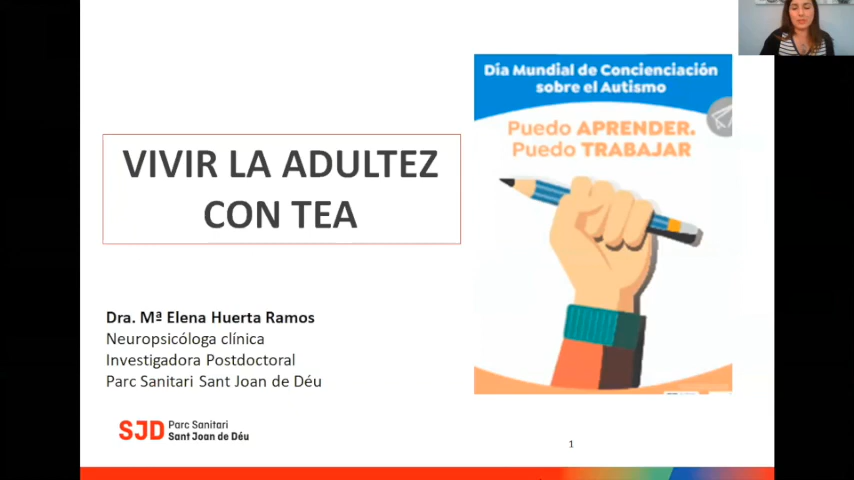 VIVIR LA ADULTEZ
CON TEA
Día Mundial de Concienciación
sobre el Autismo
Puedo APRENDER.
Puedo TRABAJAR
Dra. Mª Elena Huerta Ramos
Neuropsicóloga clínica
Investigadora Postdoctoral
Parc Sanitari Sant Joan de Déu
SJD Parc Sanitari
Sant Joan de Déu
1